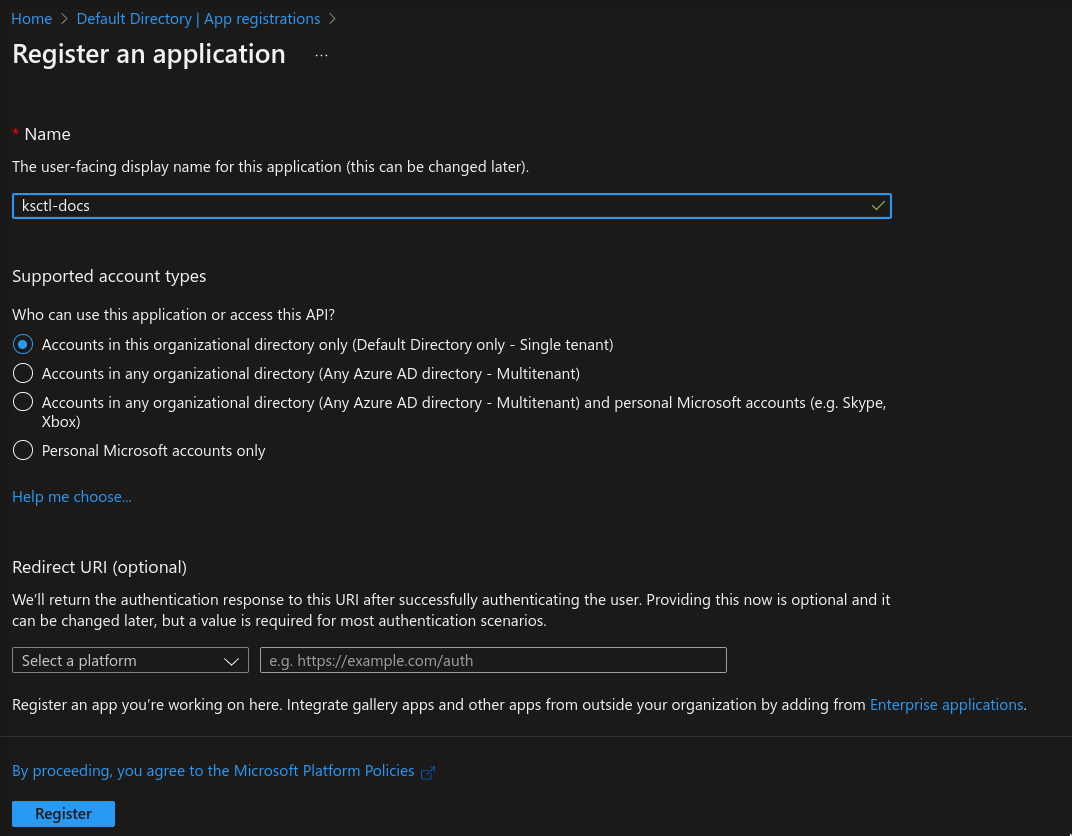 Home > Default Directory | App registrations >
Register an application ...
* Name
The user-facing display name for this application (this can be changed later).
ksctl-docs
Supported account types
Who can use this application or access this API?
Accounts in this organizational directory only (Default Directory only - Single tenant)
Accounts in any organizational directory (Any Azure AD directory - Multitenant)
Accounts in any organizational directory (Any Azure AD directory - Multitenant) and personal Microsoft accounts (e.g. Skype,
Xbox)
Personal Microsoft accounts only
Help me choose...
Redirect URI (optional)
We'll return the authentication response to this URI after successfully authenticating the user. Providing this now is optional and it
can be changed later, but a value is required for most authentication scenarios.
Select a platform e.g. https://example.com/auth
Register an app you're working on here. Integrate gallery apps and other apps from outside your organization by adding from Enterprise applications.
By proceeding, you agree to the Microsoft Platform Policies
Register